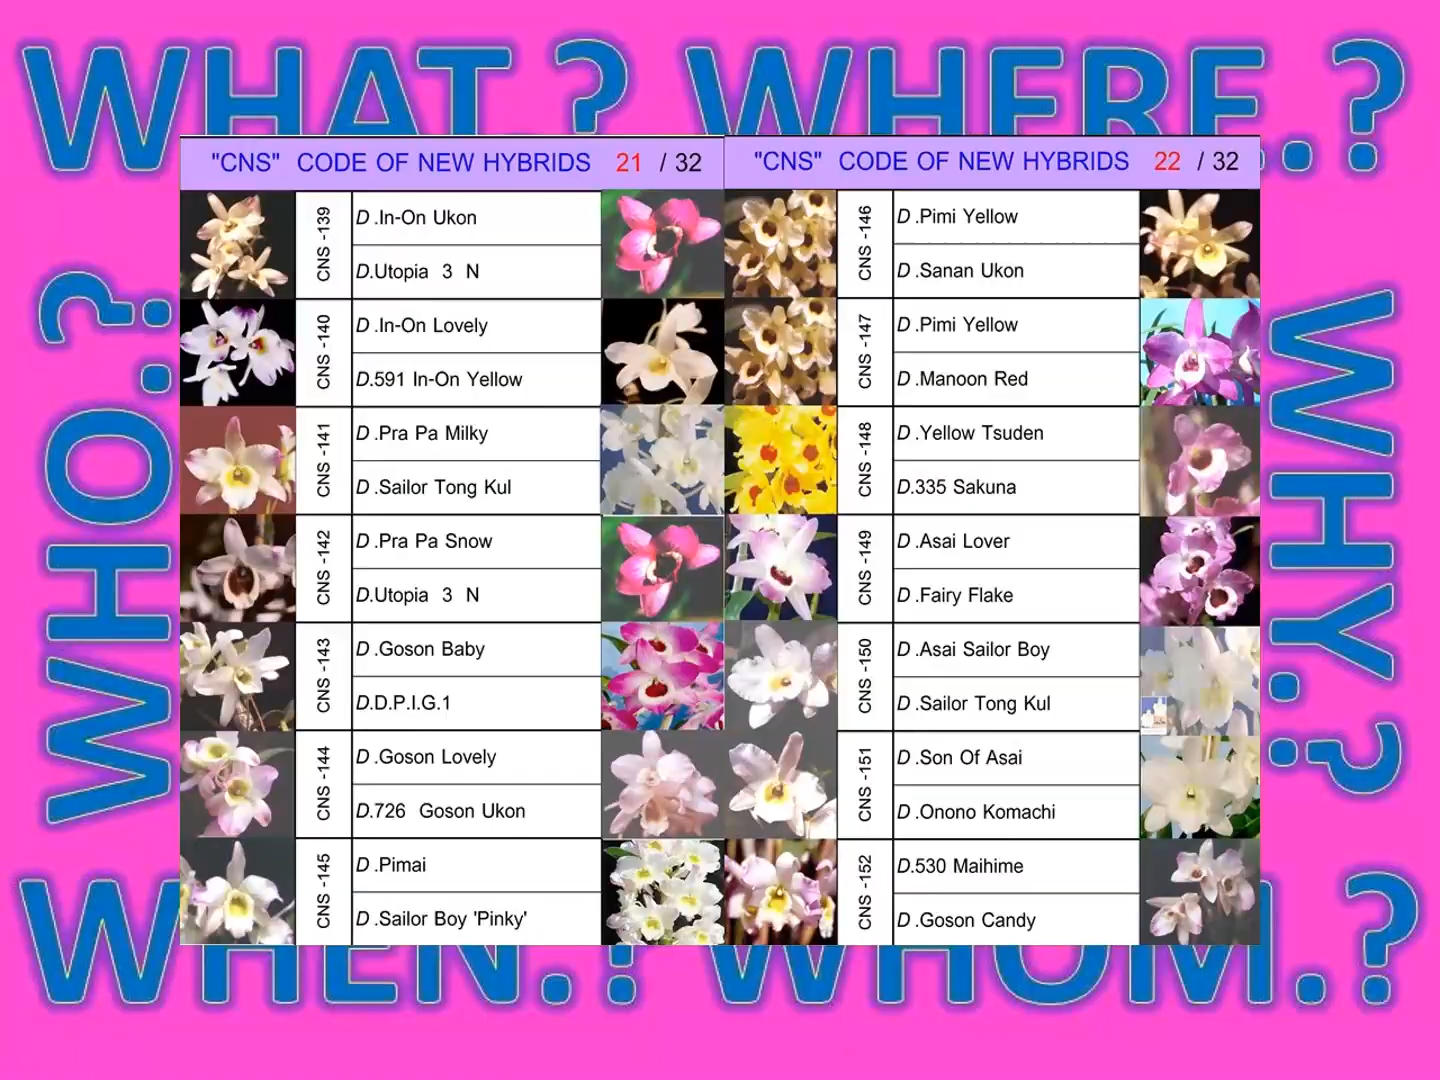 WHAT.? WHERE.?
WHO.?
WHY.?
"CNS" CODE OF NEW HYBRIDS 21 / 32
CNS -139
D .In-On Ukon
D.Utopia 3 N
CNS -140
D .In-On Lovely
D.591 In-On Yellow
CNS -141
D .Pra Pa Milky
D .Sailor Tong Kul
CNS -142
D .Pra Pa Snow
D.Utopia 3 N
CNS -143
D .Goson Baby
D.D.P.I.G.1
CNS -144
D .Goson Lovely
D.726 Goson Ukon
CNS -145
D .Pimai
D .Sailor Boy 'Pinky'
"CNS" CODE OF NEW HYBRIDS 22 / 32
CNS -146
D .Pimi Yellow
D .Sanan Ukon
CNS -147
D .Pimi Yellow
D .Manoon Red
CNS -148
D .Yellow Tsuden
D.335 Sakuna
CNS -149
D .Asai Lover
D .Fairy Flake
CNS -150
D .Asai Sailor Boy
D .Sailor Tong Kul
CNS -151
D .Son Of Asai
D .Onono Komachi
CNS -152
D.530 Maihime
D .Goson Candy
WHEN.? WHOM.?